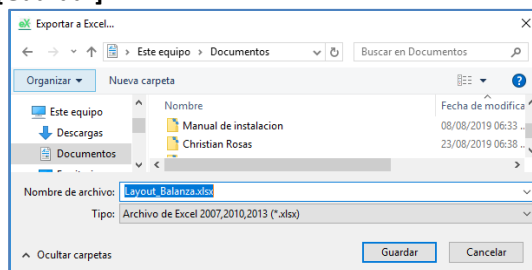 Exportar a Excel...
Este equipo > Documentos
Buscar en Documentos
Organizar
Nueva carpeta
Este equipo
Descargas
Documentos
Nombre
Fecha de modifica
Manual de instalacion
08/08/2019 06:33 ..
Christian Rosas
23/08/2019 06:38 ..
Nombre de archivo: Layout_Balanza.xlsx
Tipo: Archivo de Excel 2007,2010,2013 (*.xlsx)
Ocultar carpetas
Guardar
Cancelar